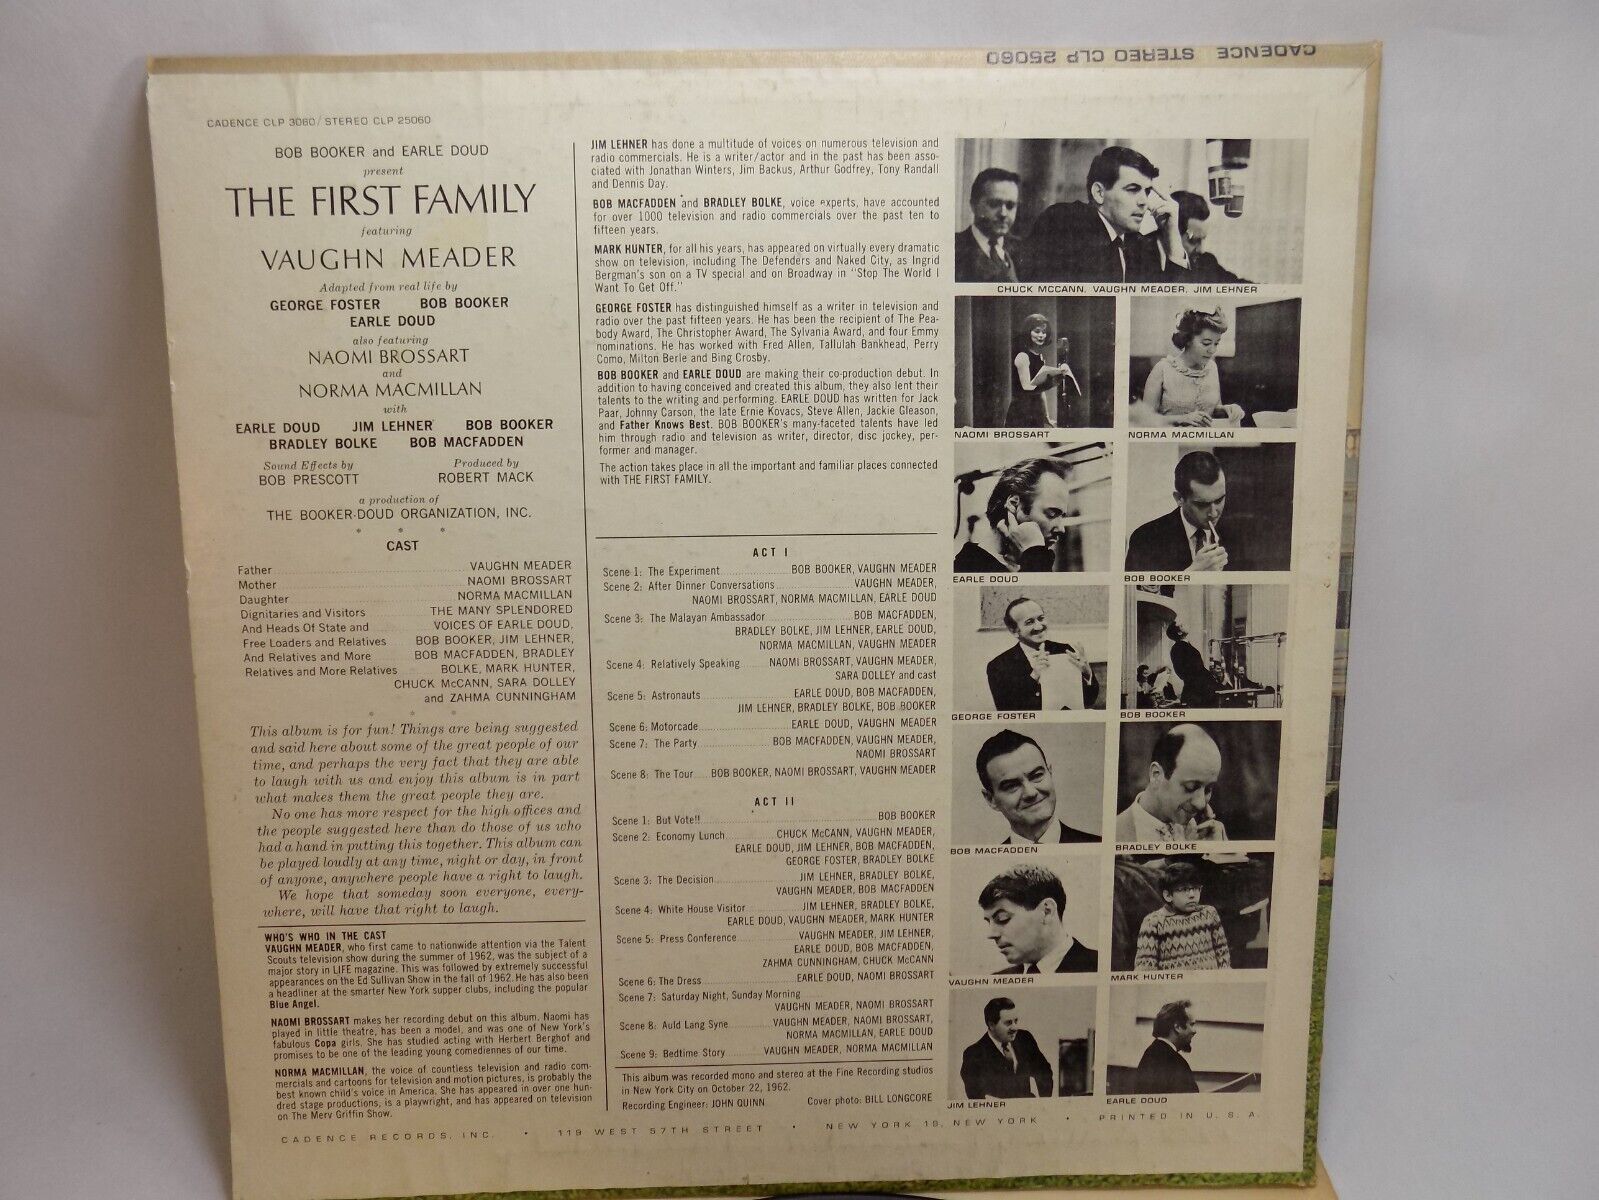 CADENCE STEREO CLP 25060
CADENCE CLP 3060/STEREO CLP 25060
BOB BOOKER and EARLE DOUD
present
THE FIRST FAMILY
featuring
VAUGHN MEADER
Adapted from real life by
GEORGE FOSTER BOB BOOKER
EARLE DOUD
also featuring
NAOMI BROSSART
and
NORMA MACMILLAN
with
EARLE DOUD JIM LEHNER BOB BOOKER
BRADLEY BOLKE BOB MACFADDEN
Sound Effects by Produced by
BOB PRESCOTT ROBERT MACK
a production of
THE BOOKER-DOUD ORGANIZATION, INC.
* * *
CAST
Father VAUGHN MEADER
Mother NAOMI BROSSART
Daughter NORMA MACMILLAN
Dignitaries and Visitors THE MANY SPLENDORED
And Heads Of State and VOICES OF EARLE DOUD,
Free Loaders and Relatives BOB BOOKER, JIM LEHNER,
And Relatives and More BOB MACFADDEN, BRADLEY
Relatives and More Relatives BOLKE, MARK HUNTER,
CHUCK McCANN, SARA DOLLEY
and ZAHMA CUNNINGHAM
* * *
This album is for fun! Things are being suggested
and said here about some of the great people of our
time, and perhaps the very fact that they are able
to laugh with us and enjoy this album is in part
what makes them the great people they are.
No one has more respect for the high offices and
the people suggested here than do those of us who
had a hand in putting this together. This album can
be played loudly at any time, night or day, in front
of anyone, anywhere people have a right to laugh.
We hope that someday soon everyone, every-
where, will have that right to laugh.
WHO'S WHO IN THE CAST
VAUGHN MEADER, who first came to nationwide attention via the Talent
Scouts television show during the summer of 1962, was the subject of a
major story in LIFE magazine. This was followed by extremely successful
appearances on the Ed Sullivan Show in the fall of 1962. He has also been
a headliner at the smarter New York supper clubs, including the popular
Blue Angel.
NAOMI BROSSART makes her recording debut on this album. Naomi has
played in little theatre, has been a model, and was one of New York's
fabulous Copa girls. She has studied acting with Herbert Berghof and
promises to be one of the leading young comediennes of our time.
NORMA MACMILLAN, the voice of countless television and radio com-
mercials and cartoons for television and motion pictures, is probably the
best known child's voice in America. She has appeared in over one hun-
dred stage productions, is a playwright, and has appeared on television
on The Merv Griffin Show.
JIM LEHNER has done a multitude of voices on numerous television and
radio commercials. He is a writer/actor and in the past has been asso-
ciated with Jonathan Winters, Jim Backus, Arthur Godfrey, Tony Randall
and Dennis Day.
BOB MACFADDEN and BRADLEY BOLKE, voice experts, have accounted
for over 1000 television and radio commercials over the past ten to
fifteen years.
MARK HUNTER, for all his years, has appeared on virtually every dramatic
show on television, including The Defenders and Naked City, as Ingrid
Bergman's son on a TV special and on Broadway in "Stop The World I
Want To Get Off."
GEORGE FOSTER has distinguished himself as a writer in television and
radio over the past fifteen years. He has been the recipient of The Pea-
body Award, The Christopher Award, The Sylvania Award, and four Emmy
nominations. He has worked with Fred Allen, Tallulah Bankhead, Perry
Como, Milton Berle and Bing Crosby.
BOB BOOKER and EARLE DOUD are making their co-production debut. In
addition to having conceived and created this album, they also lent their
talents to the writing and performing. EARLE DOUD has written for Jack
Paar, Johnny Carson, the late Ernie Kovacs, Steve Allen, Jackie Gleason,
and Father Knows Best. BOB BOOKER's many-faceted talents have led
him through radio and television as writer, director, disc jockey, per-
former and manager.
The action takes place in all the important and familiar places connected
with THE FIRST FAMILY.
ACT I
Scene 1: The Experiment BOB BOOKER, VAUGHN MEADER
Scene 2: After Dinner Conversations VAUGHN MEADER,
NAOMI BROSSART, NORMA MACMILLAN, EARLE DOUD
Scene 3: The Malayan Ambassador BOB MACFADDEN,
BRADLEY BOLKE, JIM LEHNER, EARLE DOUD,
NORMA MACMILLAN, VAUGHN MEADER
Scene 4: Relatively Speaking NAOMI BROSSART, VAUGHN MEADER,
SARA DOLLEY and cast
Scene 5: Astronauts EARLE DOUD, BOB MACFADDEN,
JIM LEHNER, BRADLEY BOLKE, BOB BOOKER
Scene 6: Motorcade EARLE DOUD, VAUGHN MEADER
Scene 7: The Party BOB MACFADDEN, VAUGHN MEADER,
NAOMI BROSSART
Scene 8: The Tour BOB BOOKER, NAOMI BROSSART, VAUGHN MEADER
ACT II
Scene 1: But Vote!! BOB BOOKER
Scene 2: Economy Lunch CHUCK McCANN, VAUGHN MEADER,
EARLE DOUD, JIM LEHNER, BOB MACFADDEN,
GEORGE FOSTER, BRADLEY BOLKE
Scene 3: The Decision JIM LEHNER, BRADLEY BOLKE,
VAUGHN MEADER, BOB MACFADDEN
Scene 4: White House Visitor JIM LEHNER, BRADLEY BOLKE,
EARLE DOUD, VAUGHN MEADER, MARK HUNTER
Scene 5: Press Conference VAUGHN MEADER, JIM LEHNER,
EARLE DOUD, BOB MACFADDEN,
ZAHMA CUNNINGHAM, CHUCK McCANN
Scene 6: The Dress EARLE DOUD, NAOMI BROSSART
Scene 7: Saturday Night, Sunday Morning
VAUGHN MEADER, NAOMI BROSSART
Scene 8: Auld Lang Syne VAUGHN MEADER, NAOMI BROSSART,
NORMA MACMILLAN, EARLE DOUD
Scene 9: Bedtime Story VAUGHN MEADER, NORMA MACMILLAN
This album was recorded mono and stereo at the Fine Recording studios
in New York City on October 22, 1962.
Recording Engineer: JOHN QUINN Cover photo: BILL LONGCORE
CHUCK MCCANN, VAUGHN MEADER, JIM LEHNER
NAOMI BROSSART NORMA MACMILLAN
EARLE DOUD BOB BOOKER
GEORGE FOSTER BOB BOOKER
BOB MACFADDEN BRADLEY BOLKE
VAUGHN MEADER MARK HUNTER
JIM LEHNER EARLE DOUD
CADENCE RECORDS, INC. • 119 WEST 57TH STREET • NEW YORK 19, NEW YORK • PRINTED IN U. S. A.